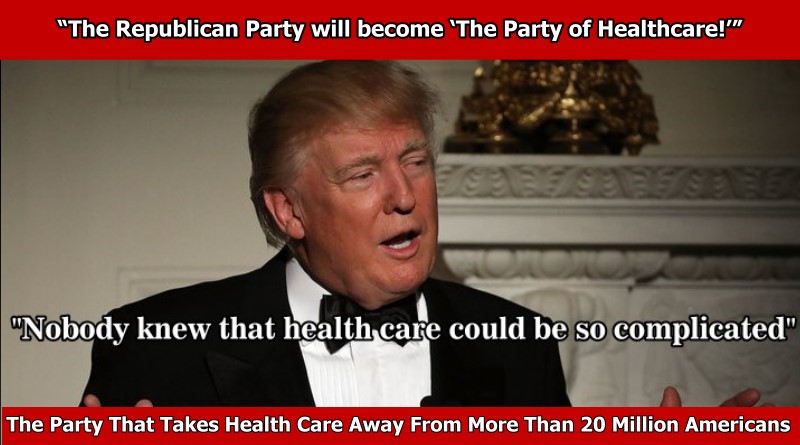 “The Republican Party will become ‘The Party of Healthcare!’”
"Nobody knew that health care could be so complicated"
The Party That Takes Health Care Away From More Than 20 Million Americans